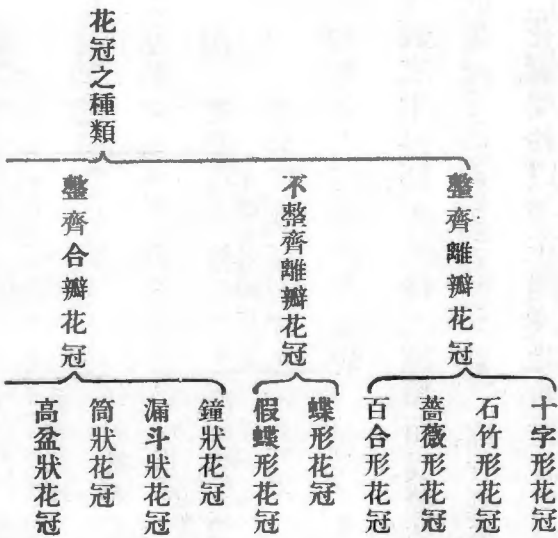 花冠之種類
整齊離瓣花冠
十字形花冠
石竹形花冠
薔薇形花冠
百合形花冠
不整齊離瓣花冠
蝶形花冠
假蝶形花冠
整齊合瓣花冠
鐘狀花冠
漏斗狀花冠
筒狀花冠
高盆狀花冠